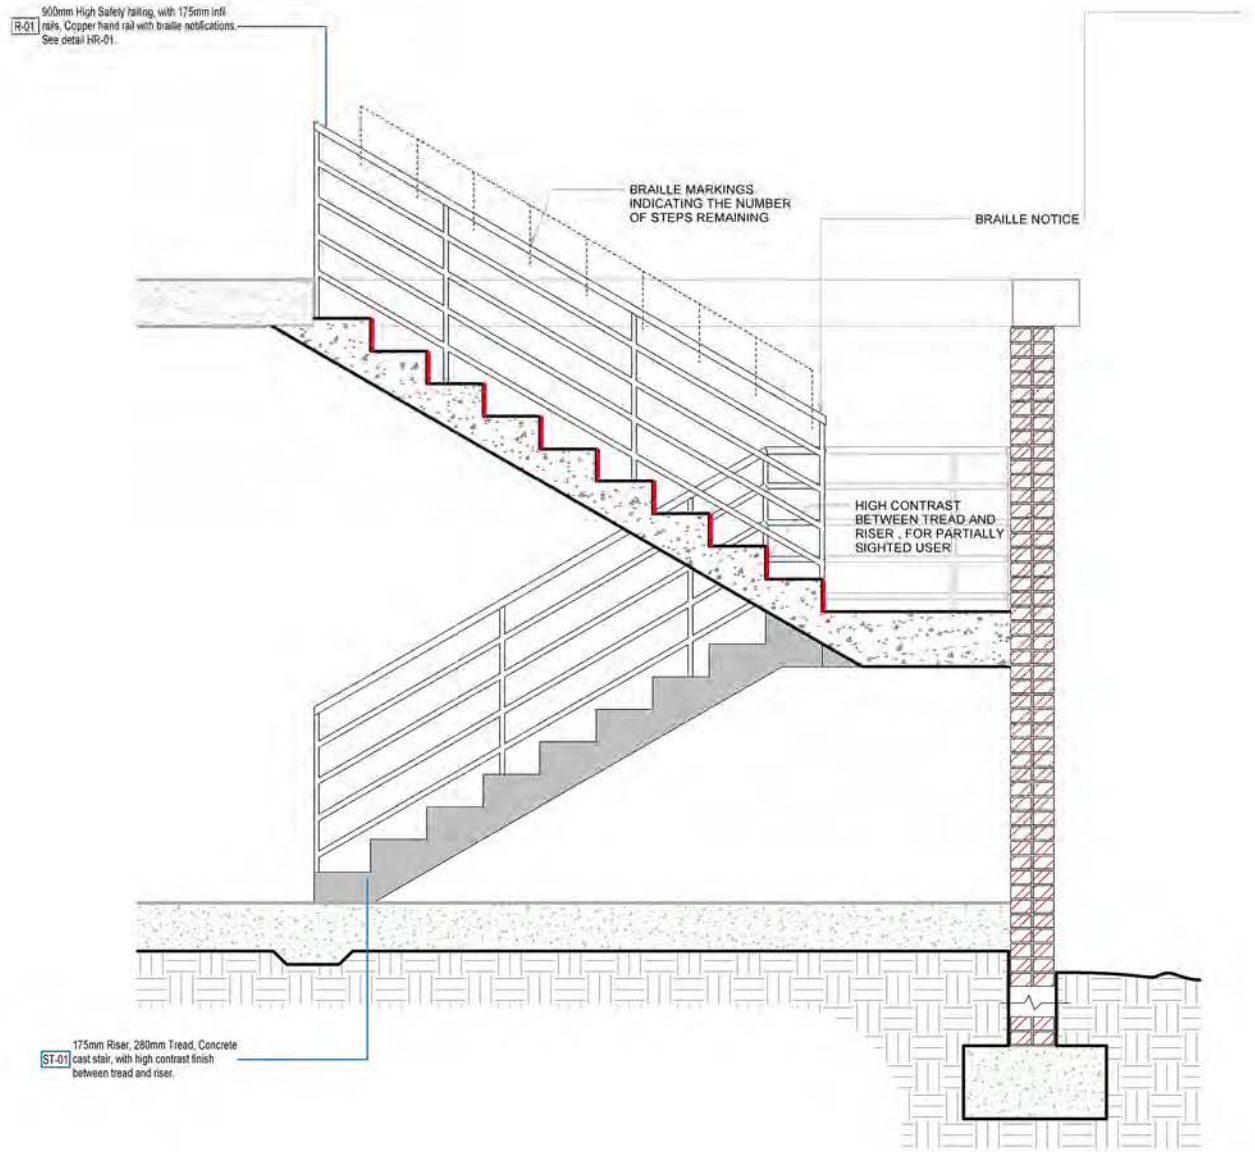 900mm High Safety railing, with 175mm infil
R-01 rails, Copper hand rail with braille notifications.
See detail HR-01.
BRAILLE MARKINGS
INDICATING THE NUMBER
OF STEPS REMAINING
BRAILLE NOTICE
HIGH CONTRAST
BETWEEN TREAD AND
RISER , FOR PARTIALLY
SIGHTED USER
175mm Riser, 280mm Tread, Concrete
ST-01 cast stair, with high contrast finish
between tread and riser.